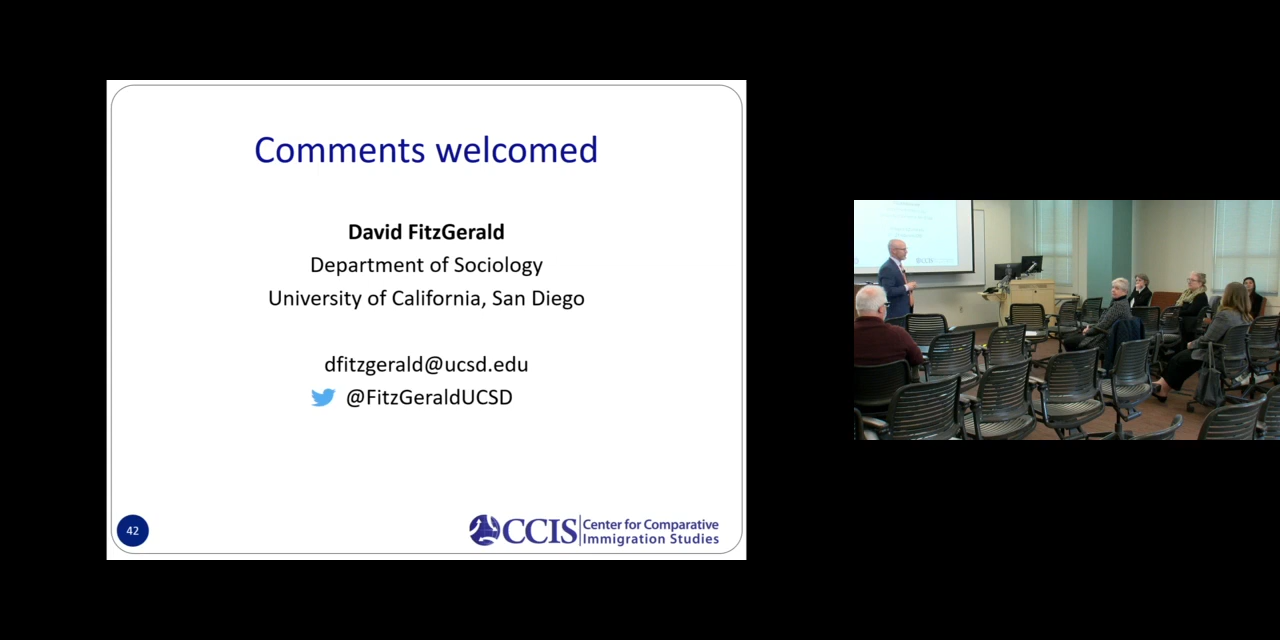 Comments welcomed
David FitzGerald
Department of Sociology
University of California, San Diego
dfitzgerald@ucsd.edu
@FitzGeraldUCSD
42
CCIS
Center for Comparative
Immigration Studies